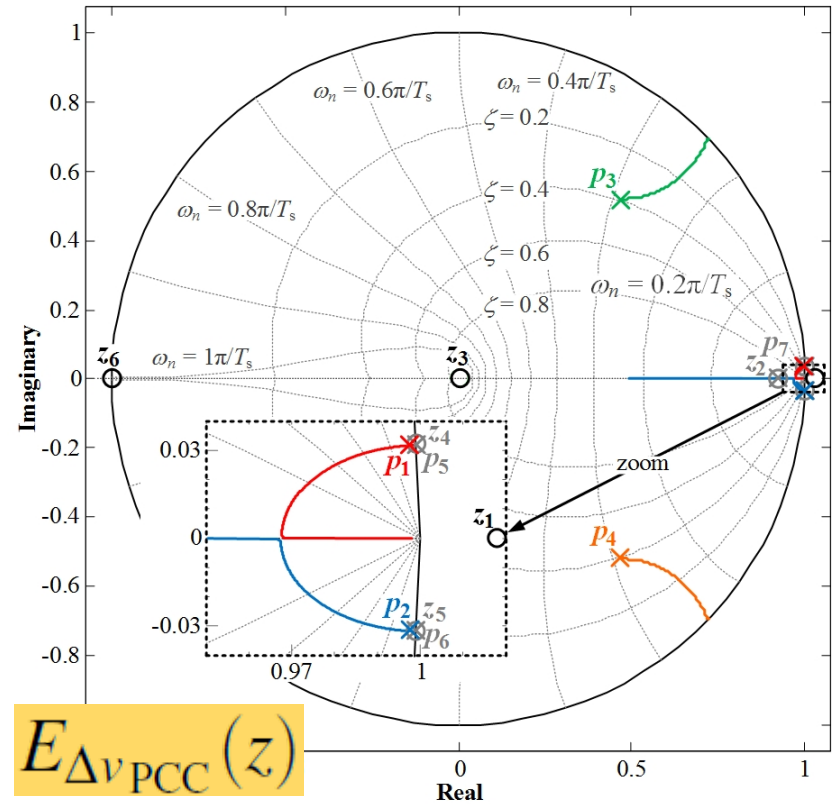 1
0.8
0.6
0.4
0.2
0
-0.2
-0.4
-0.6
-0.8
Imaginary
ωn = 0.6π/Ts
ωn = 0.4π/Ts
ζ = 0.2
p3
ζ = 0.4
ωn = 0.8π/Ts
ζ = 0.6
ωn = 0.2π/Ts
ζ = 0.8
z6
ωn = 1π/Ts
z3
p7
z2
0.03
0
-0.03
z4
p1
p5
zoom
z1
p4
p2
z5
p6
0.97
1
EΔvPCC(z)
0
0.5
1
Real